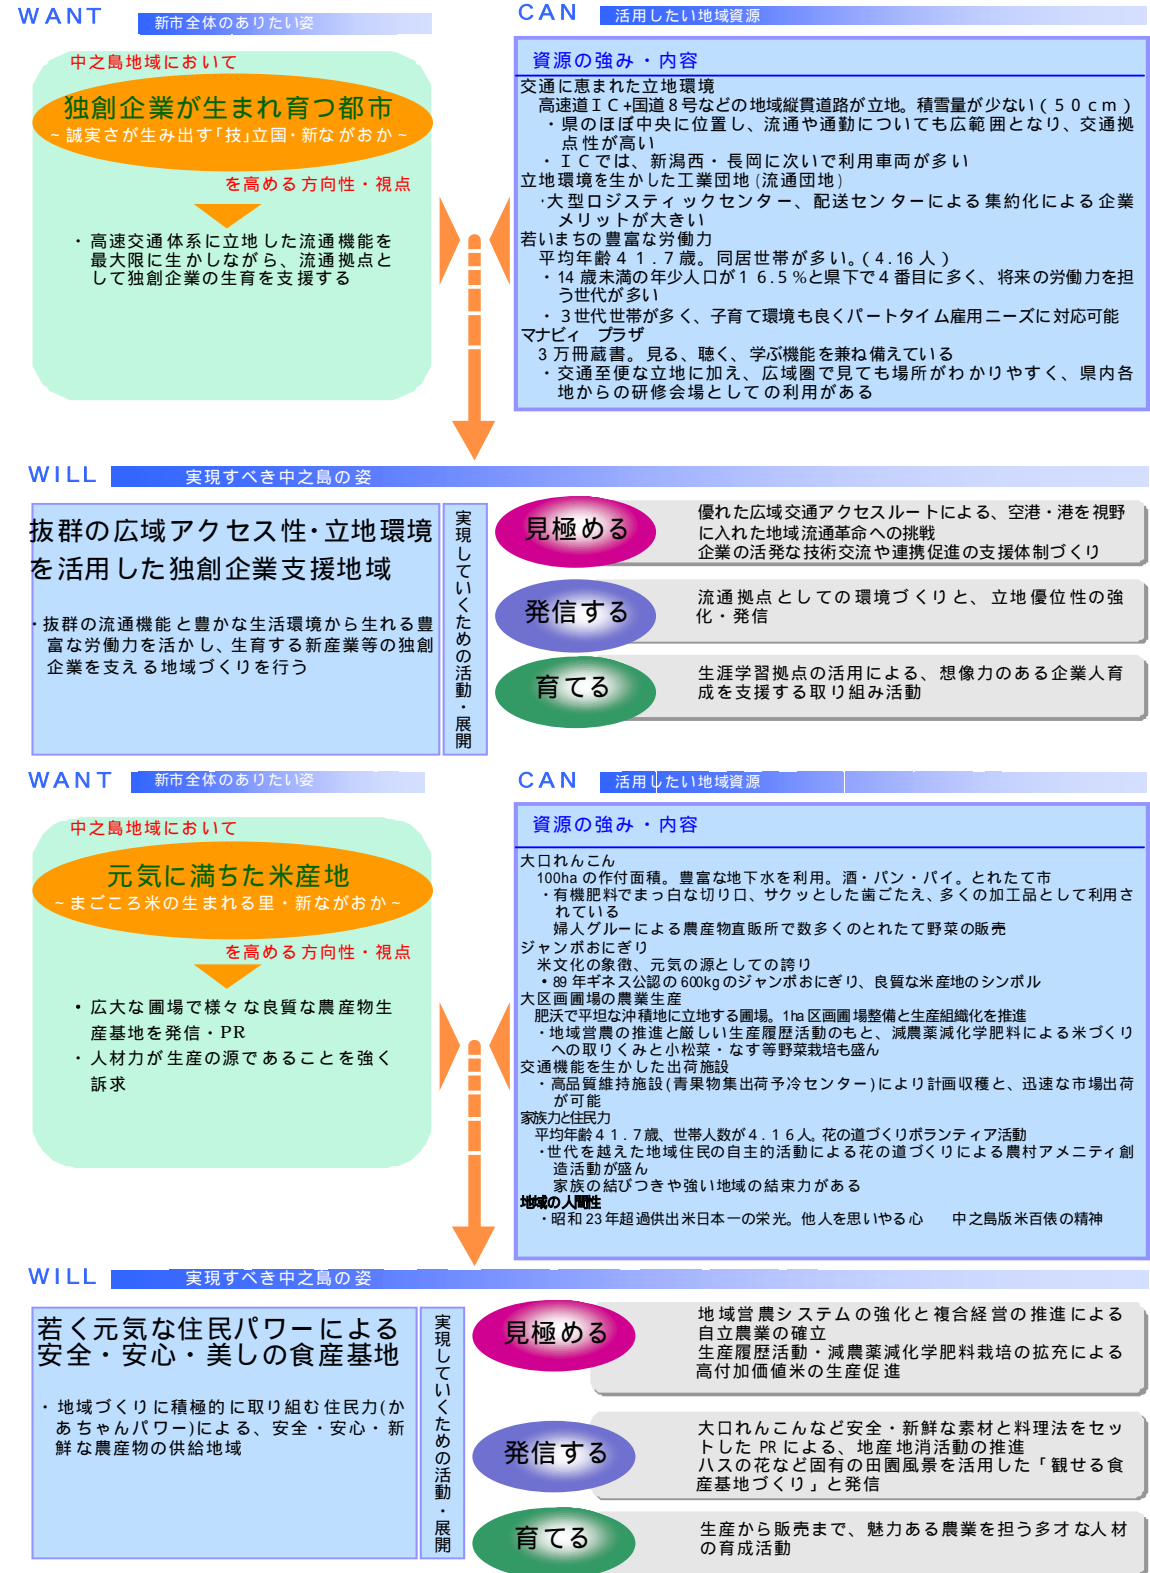 WANT 新市全体のありたい姿
中之島地域において
独創企業が生まれ育つ都市
~誠実さが生み出す「技」立国・新ながおか~
を高める方向性・視点
・高速交通体系に立地した流通機能を
最大限に生かしながら、流通拠点と
して独創企業の生育を支援する
CAN 活用したい地域資源
資源の強み・内容
交通に恵まれた立地環境
高速道IC+国道8号などの地域縦貫道路が立地。積雪量が少ない(50cm)
・県のほぼ中央に位置し、流通や通勤についても広範囲となり、交通拠
点性が高い
・ICでは、新潟西・長岡に次いで利用車両が多い
立地環境を生かした工業団地(流通団地)
・大型ロジスティックセンター、配送センターによる集約化による企業
メリットが大きい
若いまちの豊富な労働力
平均年齢41.7歳。同居世帯が多い。(4.16人)
・14歳未満の年少人口が16.5%と県下で4番目に多く、将来の労働力を担
う世代が多い
・3世代世帯が多く、子育て環境も良くパートタイム雇用ニーズに対応可能
マナビィ プラザ
3万冊蔵書。見る、聴く、学ぶ機能を兼ね備えている
・交通至便な立地に加え、広域圏で見ても場所がわかりやすく、県内各
地からの研修会場としての利用がある
WILL 実現すべき中之島の姿
抜群の広域アクセス性・立地環境
を活用した独創企業支援地域
・抜群の流通機能と豊かな生活環境から生れる豊
富な労働力を活かし、生育する新産業等の独創
企業を支える地域づくりを行う
実現していくための活動・展開
見極める
優れた広域交通アクセスルートによる、空港・港を視野
に入れた地域流通革命への挑戦
企業の活発な技術交流や連携促進の支援体制づくり
発信する
流通拠点としての環境づくりと、立地優位性の強
化・発信
育てる
生涯学習拠点の活用による、想像力のある企業人育
成を支援する取り組み活動
WANT 新市全体のありたい姿
中之島地域において
元気に満ちた米産地
~まごころ米の生まれる里・新ながおか~
を高める方向性・視点
・広大な圃場で様々な良質な農産物生
産基地を発信・PR
・人材力が生産の源であることを強く
訴求
CAN 活用したい地域資源
資源の強み・内容
大口れんこん
100haの作付面積。豊富な地下水を利用。酒・パン・パイ。とれたて市
・有機肥料でまっ白な切り口、サクッとした歯ごたえ、多くの加工品として利用さ
れている
婦人グルーによる農産物直販所で数多くのとれたて野菜の販売
ジャンボおにぎり
米文化の象徴、元気の源としての誇り
•89年ギネス公認の600kgのジャンボおにぎり、良質な米産地のシンボル
大区画圃場の農業生産
肥沃で平坦な沖積地に立地する圃場。1ha区画圃場整備と生産組織化を推進
・地域営農の推進と厳しい生産履歴活動のもと、減農薬減化学肥料による米づくり
への取りくみと小松菜・なす等野菜栽培も盛ん
交通機能を生かした出荷施設
・高品質維持施設(青果物集出荷予冷センター)により計画収穫と、迅速な市場出荷
が可能
家族力と住民力
平均年齢41.7歳、世帯人数が4.16人。花の道づくりボランティア活動
・世代を越えた地域住民の自主的活動による花の道づくりによる農村アメニティ創
造活動が盛ん
家族の結びつきや強い地域の結束力がある
地域の人間性
・昭和23年超過供出米日本一の栄光。他人を思いやる心 中之島版米百俵の精神
WILL 実現すべき中之島の姿
若く元気な住民パワーによる
安全・安心・美しの食産基地
・地域づくりに積極的に取り組む住民力(か
あちゃんパワー)による、安全・安心・新
鮮な農産物の供給地域
実現していくための活動・展開
見極める
地域営農システムの強化と複合経営の推進による
自立農業の確立
生産履歴活動・減農薬減化学肥料栽培の拡充による
高付加価値米の生産促進
発信する
大口れんこんなど安全・新鮮な素材と料理法をセッ
トした PR による、地産地消活動の推進
ハスの花など固有の田園風景を活用した「観せる食
産基地づくり」と発信
育てる
生産から販売まで、魅力ある農業を担う多才な人材
の育成活動